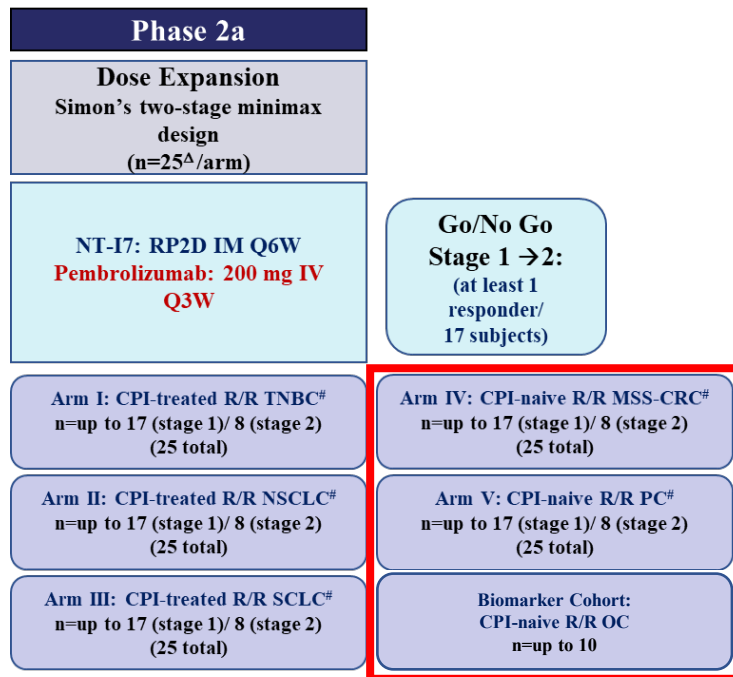 Phase 2a
Dose Expansion
Simon's two-stage minimax
design
(n=25Δ/arm)
NT-I7: RP2D IM Q6W
Pembrolizumab: 200 mg IV
Q3W
Go/No Go
Stage 1 →2:
(at least 1
responder/
17 subjects)
Arm I: CPI-treated R/R TNBC#
n=up to 17 (stage 1)/ 8 (stage 2)
(25 total)
Arm II: CPI-treated R/R NSCLC#
n=up to 17 (stage 1)/ 8 (stage 2)
(25 total)
Arm III: CPI-treated R/R SCLC#
n=up to 17 (stage 1)/ 8 (stage 2)
(25 total)
Arm IV: CPI-naive R/R MSS-CRC#
n=up to 17 (stage 1)/ 8 (stage 2)
(25 total)
Arm V: CPI-naive R/R PC#
n=up to 17 (stage 1)/ 8 (stage 2)
(25 total)
Biomarker Cohort:
CPI-naive R/R OC
n=up to 10